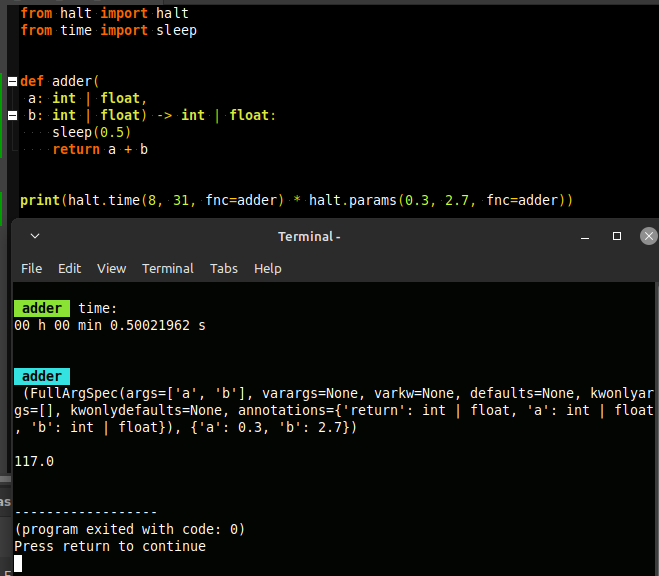 from halt import halt
from time import sleep
def adder(
a: int | float,
b: int | float) -> int | float:
sleep(0.5)
return a + b
print(halt.time(8, 31, fnc=adder) * halt.params(0.3, 2.7, fnc=adder))
Terminal -
File Edit View Terminal Tabs Help
adder time:
00 h 00 min 0.50021962 s
adder
(FullArgSpec(args=['a', 'b'], varargs=None, varkw=None, defaults=None, kwonlyar
gs=[], kwonlydefaults=None, annotations={'return': int | float, 'a': int | float
, 'b': int | float}), {'a': 0.3, 'b': 2.7})
117.0
as
------------------
(program exited with code: 0)
Press return to continue